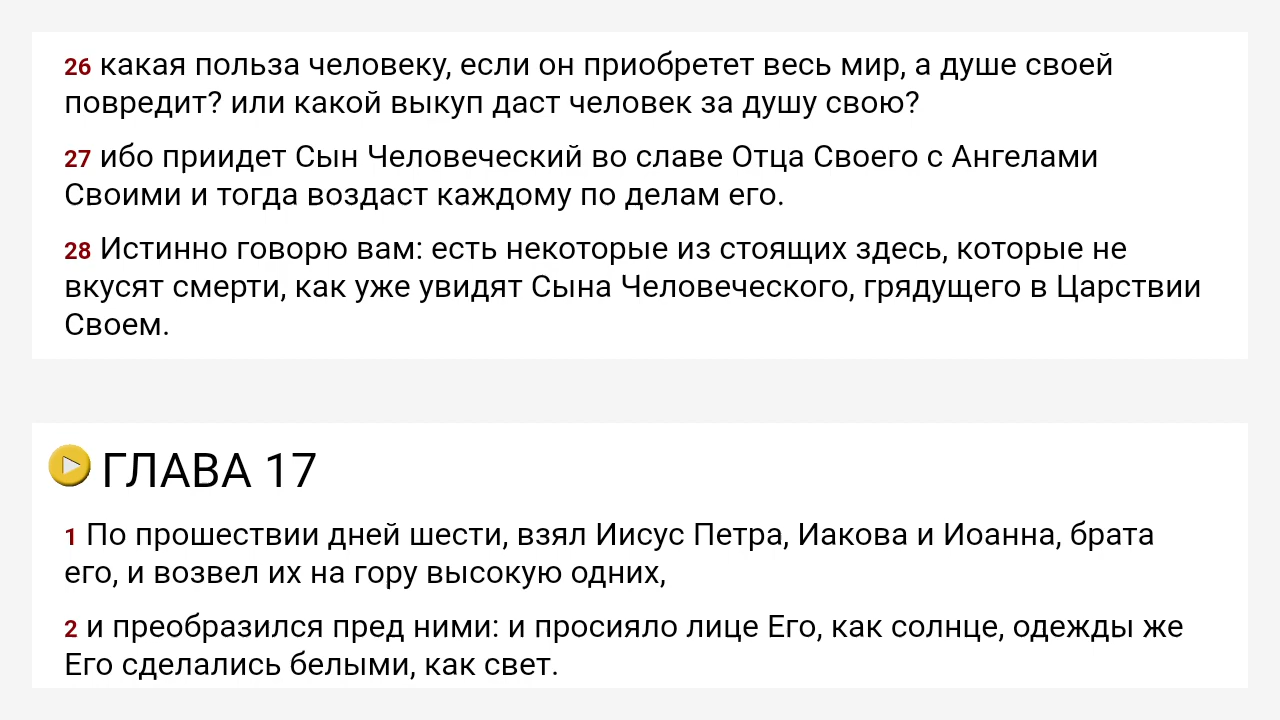 26 какая польза человеку, если он приобретет весь мир, а душе своей
повредит? или какой выкуп даст человек за душу свою?
27 ибо приидет Сын Человеческий во славе Отца Своего с Ангелами
Своими и тогда воздаст каждому по делам его.
28 Истинно говорю вам: есть некоторые из стоящих здесь, которые не
вкусят смерти, как уже увидят Сына Человеческого, грядущего в Царствии
Своем.
ГЛАВА 17
1 По прошествии дней шести, взял Иисус Петра, Иакова и Иоанна, брата
его, и возвел их на гору высокую одних,
2 и преобразился пред ними: и просияло лице Его, как солнце, одежды же
Его сделались белыми, как свет.